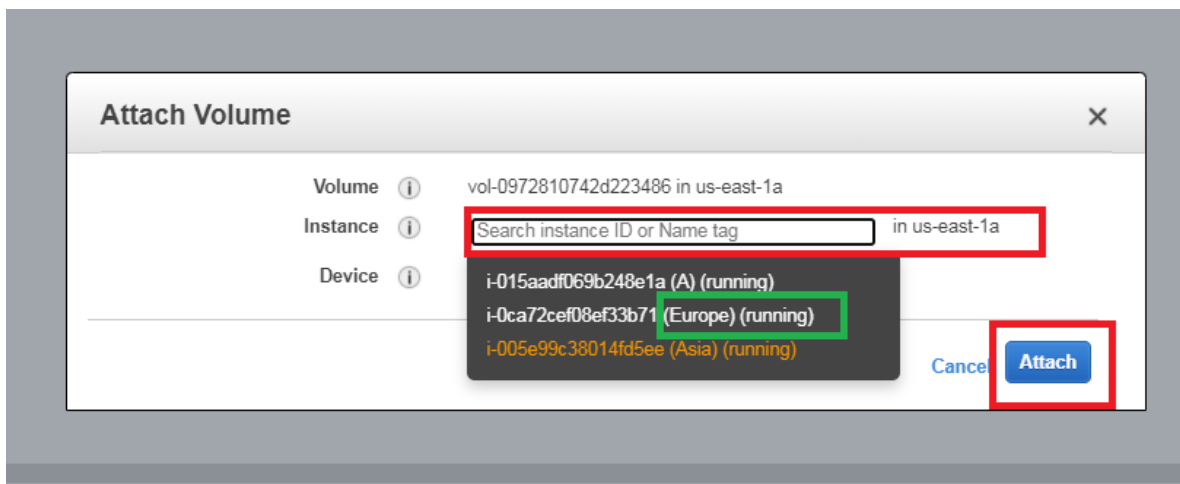 Attach Volume
Volume vol-0972810742d223486 in us-east-1a
Instance Search instance ID or Name tag in us-east-1a
Device
i-015aadf069b248e1a (A) (running)
i-0ca72cef08ef33b71 (Europe) (running)
i-005e99c38014fd5ee (Asia) (running)
Cancel Attach